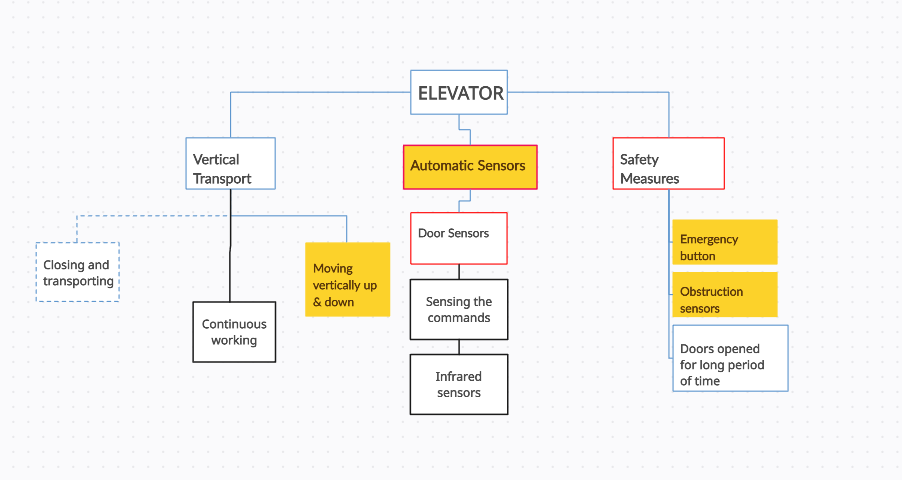 ELEVATOR
Vertical
Transport
Automatic Sensors
Safety
Measures
Closing and
transporting
Continuous
working
Moving
vertically up
& down
Door Sensors
Sensing the
commands
Infrared
sensors
Emergency
button
Obstruction
sensors
Doors opened
for long period
of time